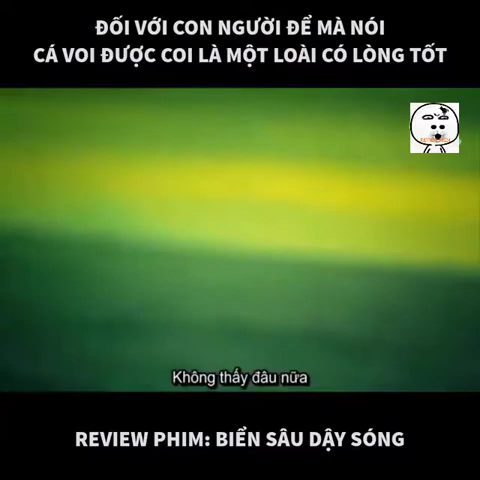 ĐỐI VỚI CON NGƯỜI ĐỂ MÀ NÓI
CÁ VOI ĐƯỢC COI LÀ MỘT LOÀI CÓ LÒNG TỐT
Không thấy đâu nữa
REVIEW PHIM: BIỂN SÂU DẬY SÓNG